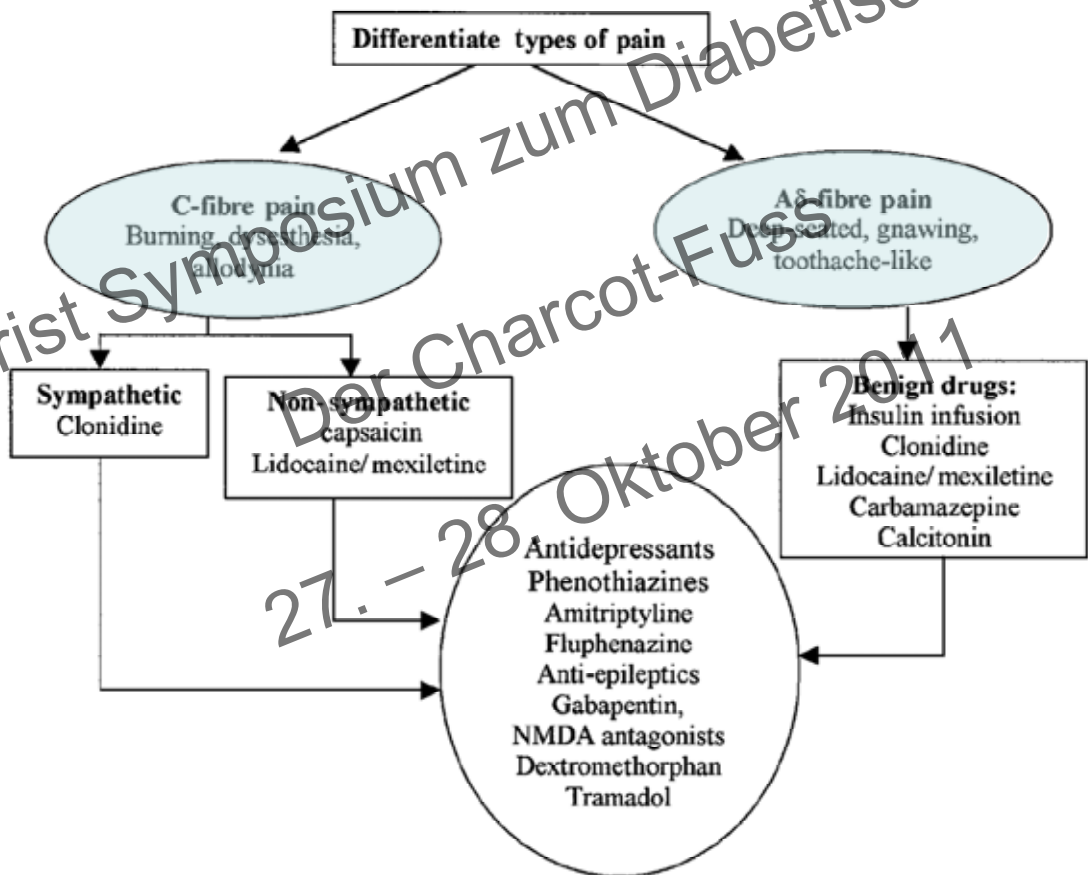 Differentiate types of pain
C-fibre pain
Burning, dysesthesia,
allodynia
Aδ-fibre pain
Deep-seated, gnawing,
toothache-like
Sympathetic
Clonidine
Non-sympathetic
capsaicin
Lidocaine/mexiletine
Benign drugs:
Insulin infusion
Clonidine
Lidocaine/mexiletine
Carbamazepine
Calcitonin
Antidepressants
Phenothiazines
Amitriptyline
Fluphenazine
Anti-epileptics
Gabapentin,
NMDA antagonists
Dextromethorphan
Tramadol
Symposium zum
Der Charcot-Fuss
27. – 28. Oktober 2011